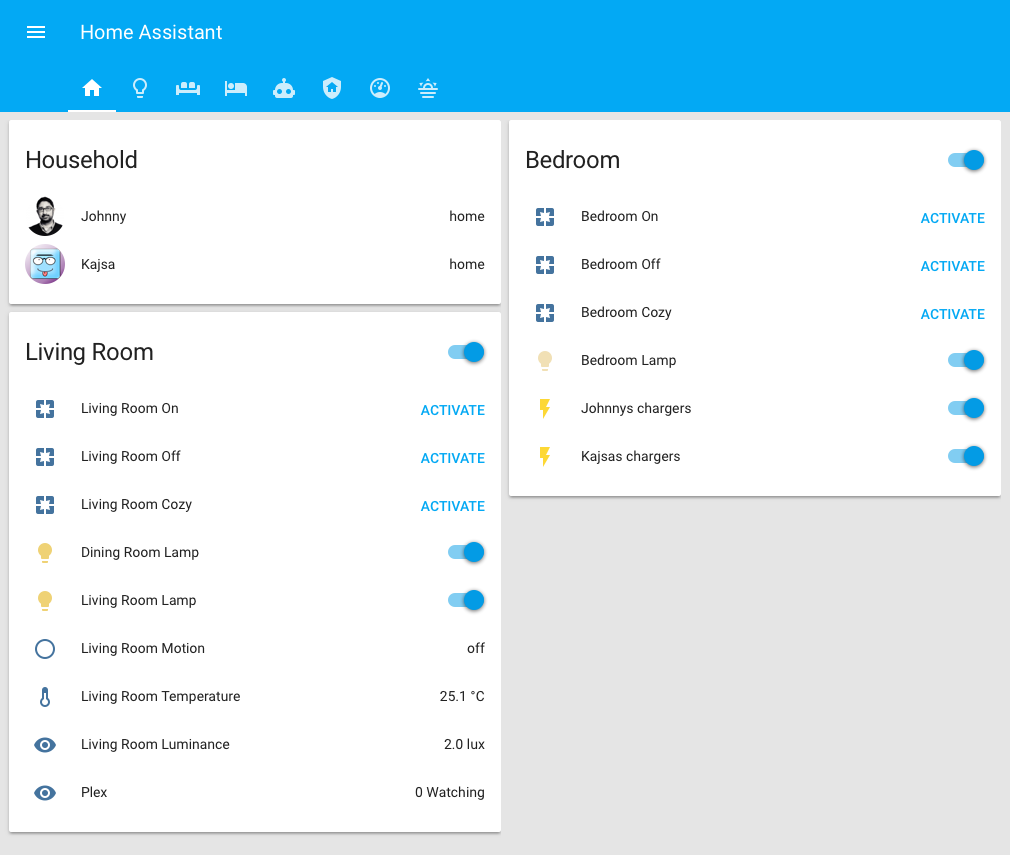 Home Assistant
Household
Johnny home
Kajsa home
Living Room
Living Room On ACTIVATE
Living Room Off ACTIVATE
Living Room Cozy ACTIVATE
Dining Room Lamp
Living Room Lamp
Living Room Motion off
Living Room Temperature 25.1 °C
Living Room Luminance 2.0 lux
Plex 0 Watching
Bedroom
Bedroom On ACTIVATE
Bedroom Off ACTIVATE
Bedroom Cozy ACTIVATE
Bedroom Lamp
Johnnys chargers
Kajsas chargers